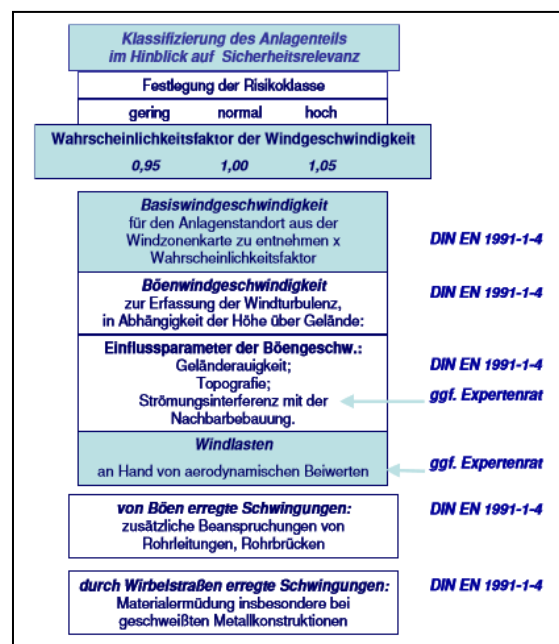 Klassifizierung des Anlagenteils
im Hinblick auf Sicherheitsrelevanz
Festlegung der Risikoklasse
gering normal hoch
Wahrscheinlichkeitsfaktor der Windgeschwindigkeit
0,95 1,00 1,05
Basiswindgeschwindigkeit
für den Anlagenstandort aus der
Windzonenkarte zu entnehmen x
Wahrscheinlichkeitsfaktor
DIN EN 1991-1-4
Böenwindgeschwindigkeit
zur Erfassung der Windturbulenz,
in Abhängigkeit der Höhe über Gelände:
DIN EN 1991-1-4
Einflussparameter der Böengeschw.:
Geländerauigkeit;
Topografie;
Strömungsinterferenz mit der
Nachbarbebauung.
DIN EN 1991-1-4
ggf. Expertenrat
Windlasten
an Hand von aerodynamischen Beiwerten
ggf. Expertenrat
von Böen erregte Schwingungen:
zusätzliche Beanspruchungen von
Rohrleitungen, Rohrbrücken
DIN EN 1991-1-4
durch Wirbelstraßen erregte Schwingungen:
Materialermüdung insbesondere bei
geschweißten Metallkonstruktionen
DIN EN 1991-1-4